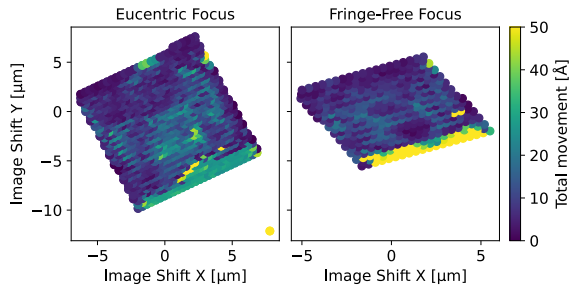 Eucentric Focus
Fringe-Free Focus
5
0
−5
−10
Image Shift Y [µm]
−5
0
5
Image Shift X [µm]
−5
0
5
Image Shift X [µm]
50
40
30
20
10
0
Total movement [Å]